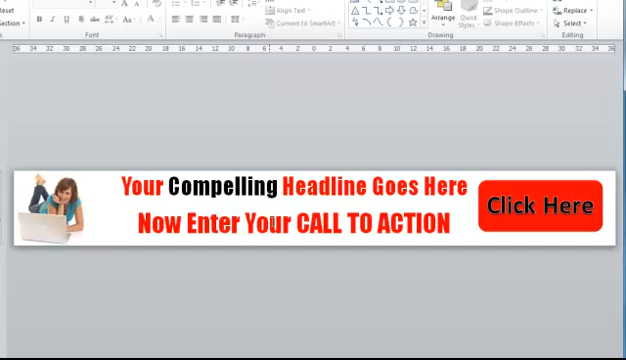 Reset
Font
Paragraph
Align Text
Convert to SmartArt
Arrange
Quick
Styles
Shape Outline
Shape Effects
Drawing
Replace
Select
Editing
36 34 32 30 28 26 24 22 20 18 16 14 12 10 8 6 4 2 0 2 4 6 8 10 12 14 16 18 20 22 24 26 28 30 32 34 36
Your Compelling Headline Goes Here
Now Enter Your CALL TO ACTION
Click Here